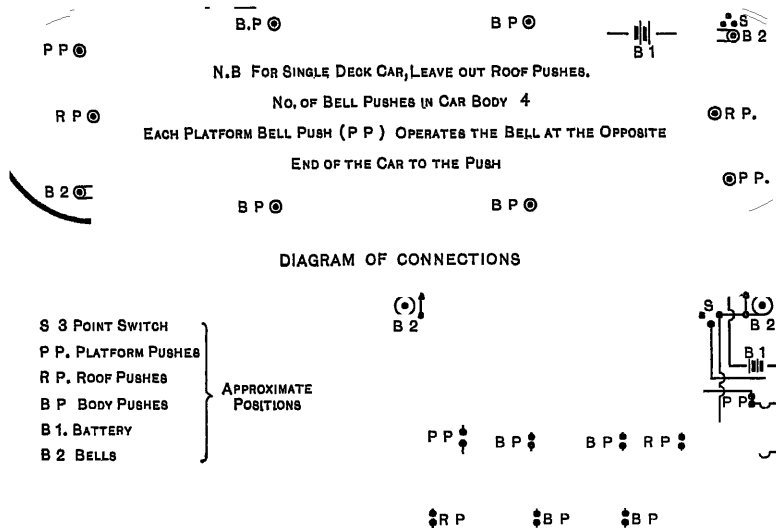 B.P B P S
P P B 1 B 2
N.B FOR SINGLE DECK CAR, LEAVE OUT ROOF PUSHES.
NO. OF BELL PUSHES IN CAR BODY 4
R P R P.
EACH PLATFORM BELL PUSH (P P) OPERATES THE BELL AT THE OPPOSITE
END OF THE CAR TO THE PUSH
B 2 P P.
B P B P
DIAGRAM OF CONNECTIONS
S 3 POINT SWITCH
P P. PLATFORM PUSHES
R P. ROOF PUSHES
B P BODY PUSHES
B 1. BATTERY
B 2 BELLS
APPROXIMATE
POSITIONS
B 2 S B 2
B 1
P P
P P B P B P R P
R P B P B P